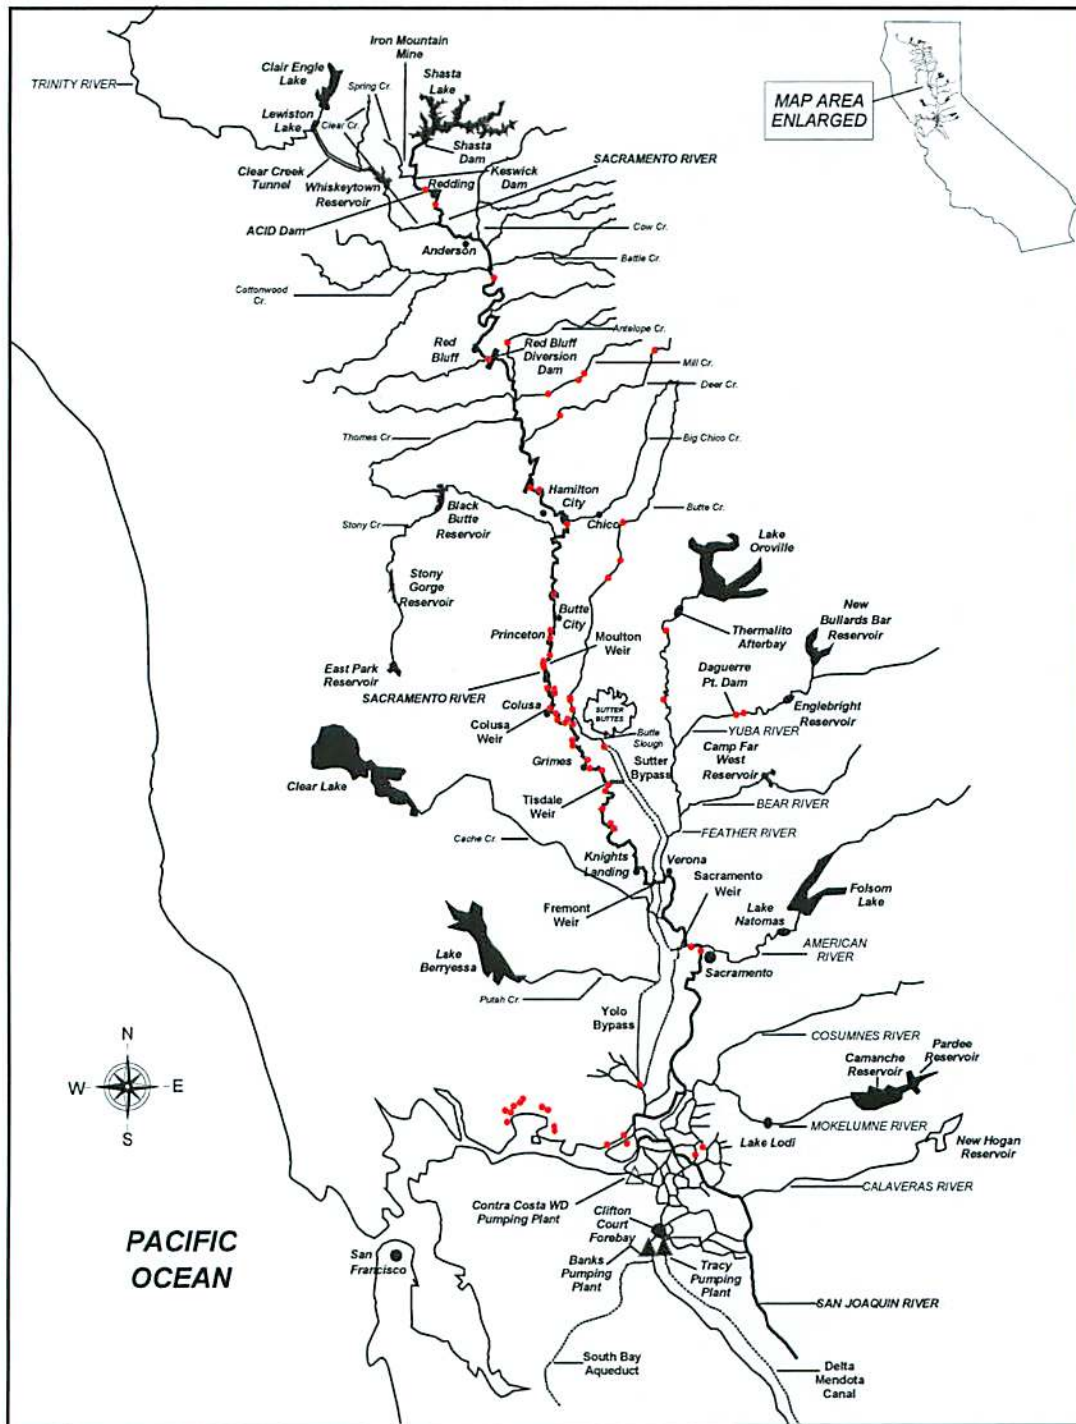 Iron Mountain
Mine
TRINITY RIVER
Clair Engle
Lake
Spring Cr.
Shasta
Lake
MAP AREA
ENLARGED
Lewiston
Lake
Clear Cr.
Shasta
Dam
SACRAMENTO RIVER
Clear Creek
Tunnel
Whiskeytown
Reservoir
Redding
Keswick
Dam
ACID Dam
Anderson
Cow Cr.
Battle Cr.
Cottonwood
Cr.
Antelope Cr.
Red
Bluff
Red Bluff
Diversion
Dam
Mill Cr.
Deer Cr.
Thomes Cr
Big Chico Cr.
Hamilton
City
Black
Butte
Reservoir
Chico
Butte Cr.
Stony Cr
Lake
Oroville
Stony
Gorge
Reservoir
Butte
City
New
Bullards Bar
Reservoir
Princeton
Moulton
Weir
Thermalito
Afterbay
East Park
Reservoir
Daguerre
Pt. Dam
SACRAMENTO RIVER
Colusa
SUTTER
BUTTES
Englebright
Reservoir
Colusa
Weir
Butte
Slough
YUBA RIVER
Grimes
Sutter
Bypass
Camp Far
West
Reservoir
Clear Lake
Tisdale
Weir
BEAR RIVER
Cache Cr.
FEATHER RIVER
Knights
Landing
Verona
Sacramento
Weir
Folsom
Lake
Fremont
Weir
Lake
Natomas
Lake
Berryessa
AMERICAN
RIVER
Sacramento
Putah Cr.
Yolo
Bypass
COSUMNES RIVER
N
W
E
S
Camanche
Reservoir
Pardee
Reservoir
MOKELUMNE RIVER
Lake Lodi
New Hogan
Reservoir
CALAVERAS RIVER
Contra Costa WD
Pumping Plant
Clifton
Court
Forebay
PACIFIC
OCEAN
San
Francisco
Banks
Pumping
Plant
Tracy
Pumping
Plant
SAN JOAQUIN RIVER
South Bay
Aqueduct
Delta
Mendota
Canal